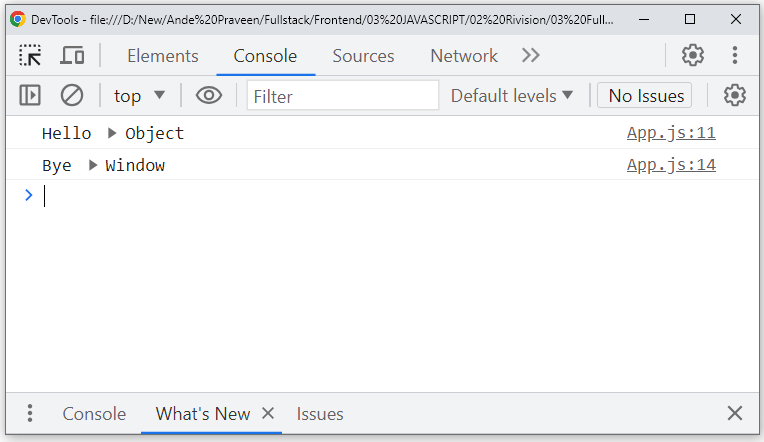 DevTools - file:///D:/New/Ande%20Praveen/Fullstack/Frontend/03%20JAVASCRIPT/02%20Rivision/03%20Full...
Elements Console Sources Network
top Filter Default levels No Issues
Hello Object App.js:11
Bye Window App.js:14
Console What's New Issues